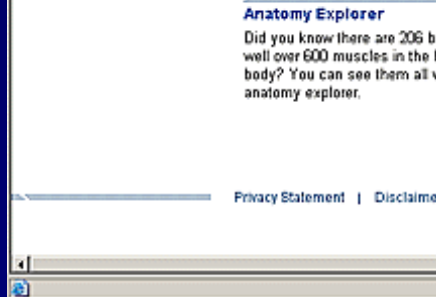 Anatomy Explorer
Did you know there are 206
well over 600 muscles in the
body? You can see them all
anatomy explorer.
Privacy Statement |